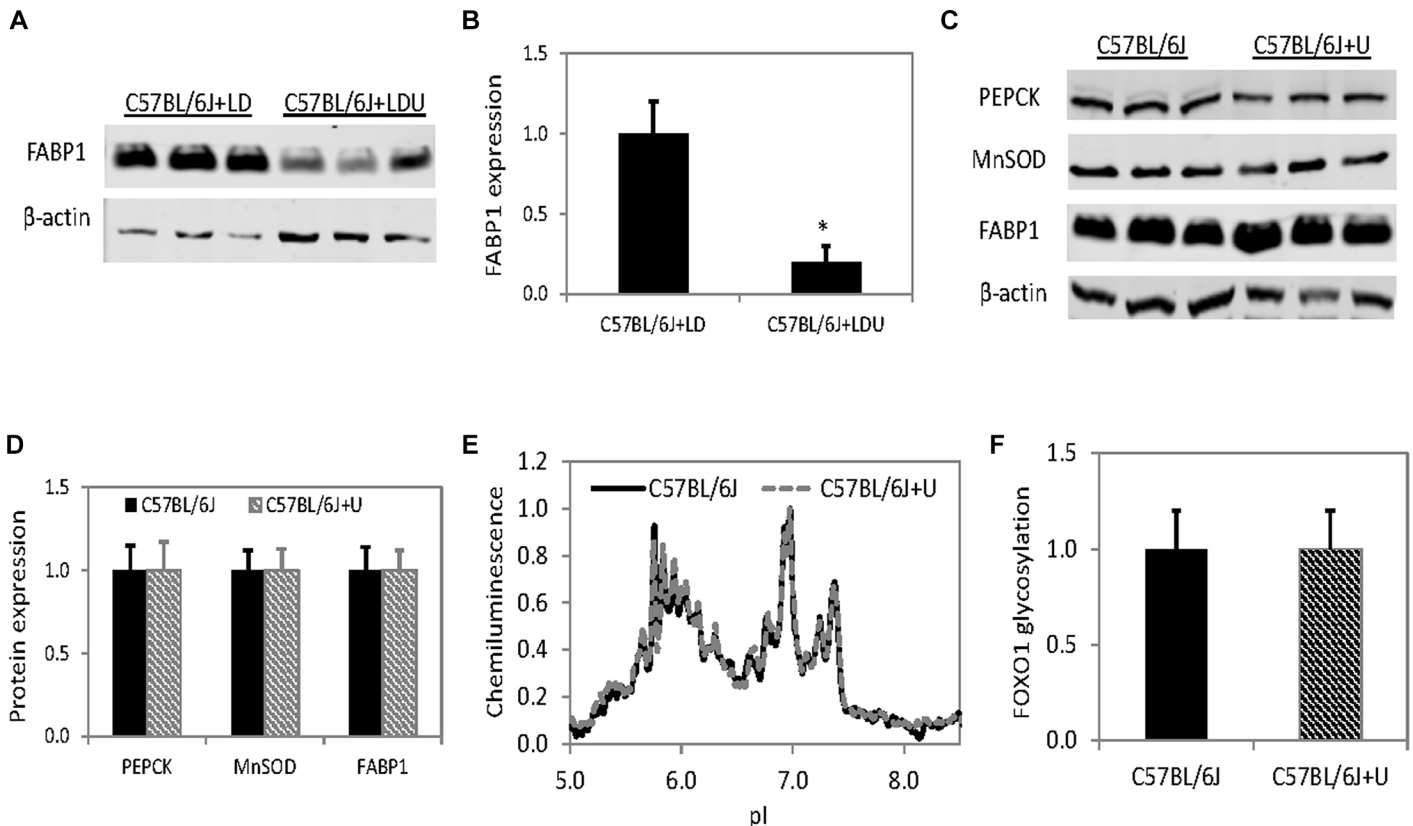 A
C57BL/6J+LD C57BL/6J+LDU
FABP1
β-actin
B
FABP1 expression
1.5
1.0
0.5
0.0
*
C57BL/6J+LD C57BL/6J+LDU
C
C57BL/6J C57BL/6J+U
PEPCK
MnSOD
FABP1
β-actin
D
Protein expression
1.5
1.0
0.5
0.0
C57BL/6J C57BL/6J+U
PEPCK MnSOD FABP1
E
Chemiluminescence
1.2
1.0
0.8
0.6
0.4
0.2
0.0
C57BL/6J C57BL/6J+U
5.0 6.0 7.0 8.0
pI
F
FOXO1 glycosylation
1.5
1.0
0.5
0.0
C57BL/6J C57BL/6J+U